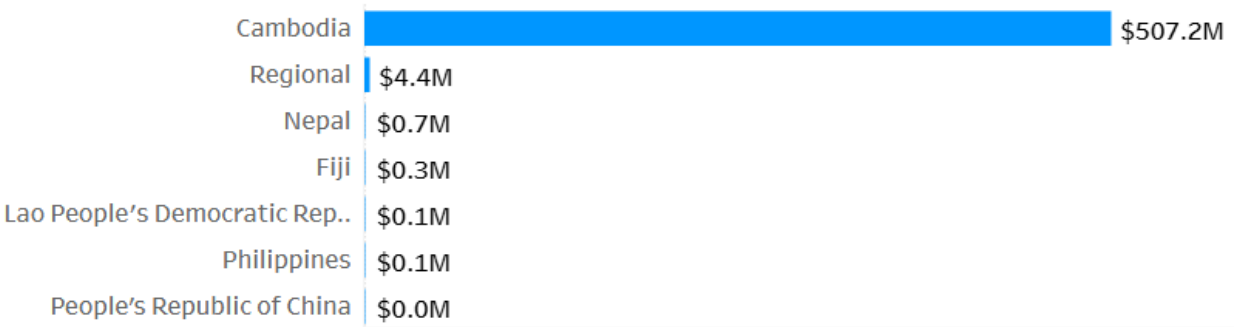 Cambodia $507.2M
Regional $4.4M
Nepal $0.7M
Fiji $0.3M
Lao People's Democratic Rep.. $0.1M
Philippines $0.1M
People's Republic of China $0.0M